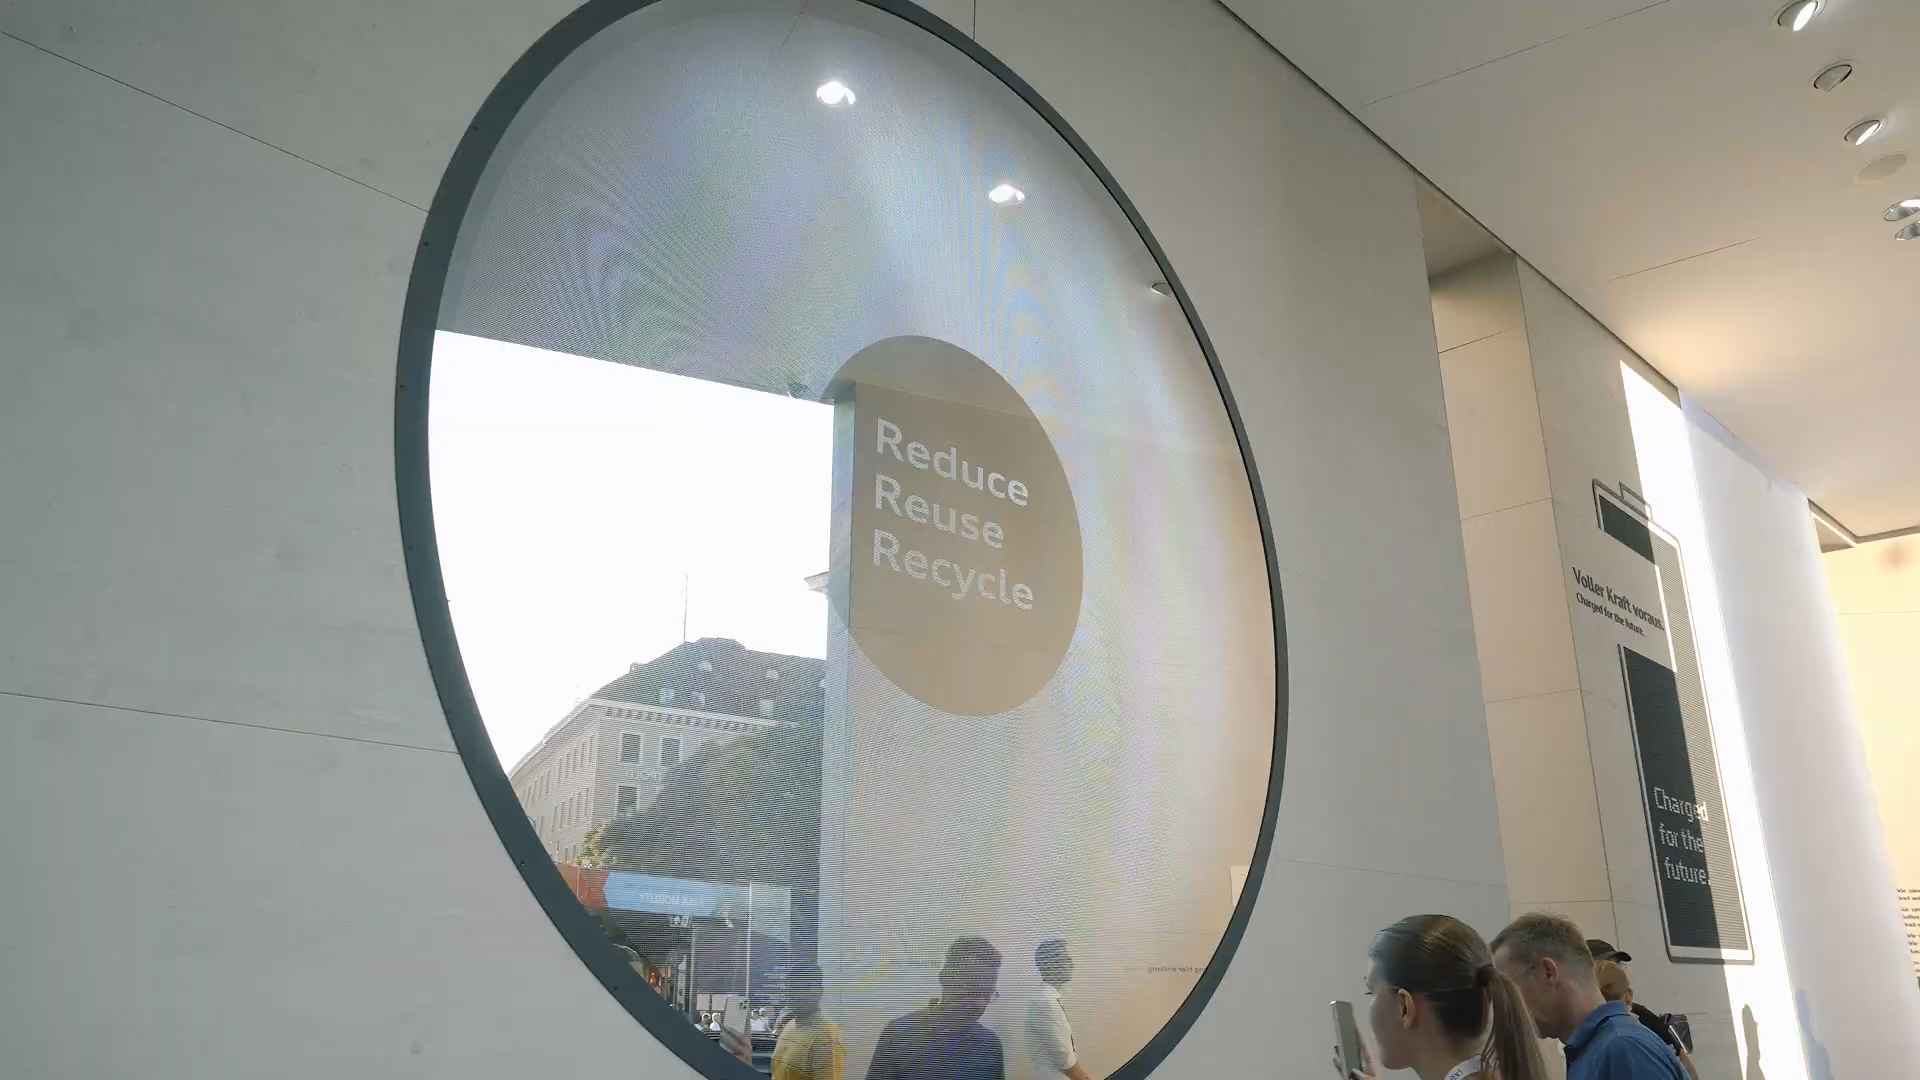 Reduce
Reuse
Recycle
Voller Kraft voraus.
Charged for the future.
Charged
for the
future.